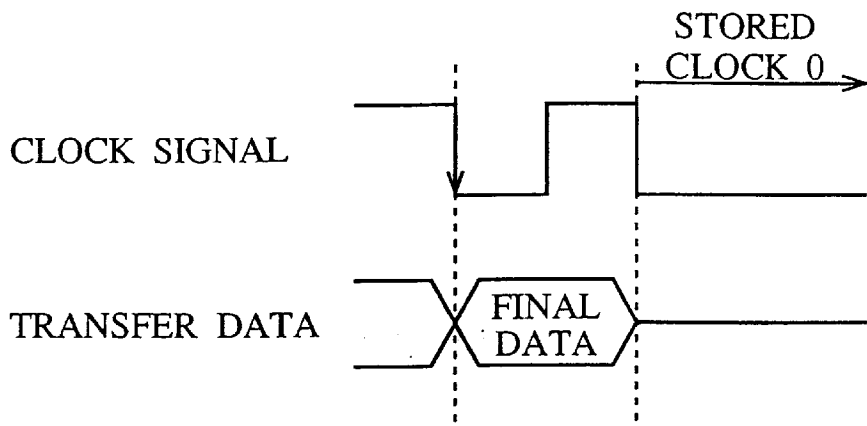 STORED
CLOCK 0
CLOCK SIGNAL
TRANSFER DATA
FINAL
DATA